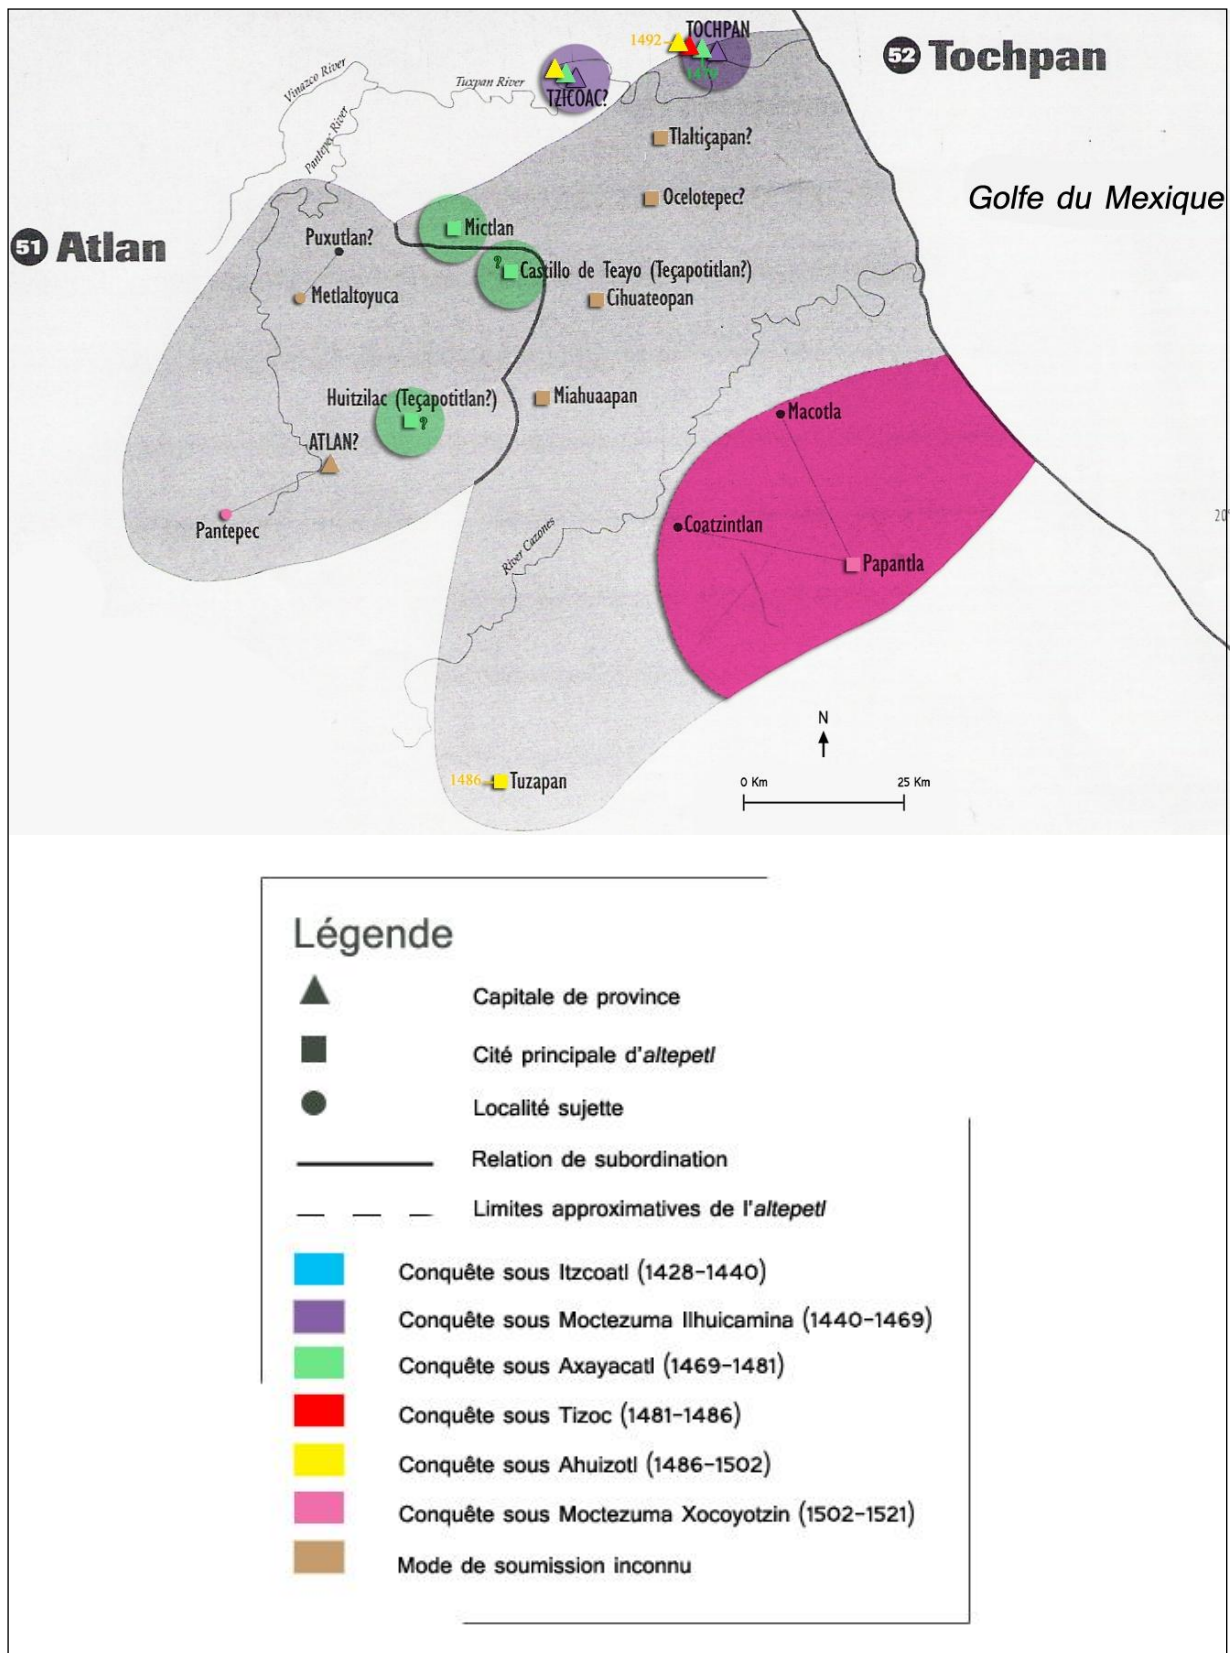 1492
TOCHPAN
1479
52 Tochpan
Vinazco River
Tuxpan River
TZICOAC?
Pantepec River
Tlaltiçapan?
Ocelotepec?
Golfe du Mexique
51 Atlan
Puxutlan?
Mictlan
?
Castillo de Teayo (Teçapotitlan?)
Metlaltoyuca
Cihuateopan
Huitzilac (Teçapotitlan?)
Miahuaapan
?
Macotla
ATLAN?
Pantepec
Coatzintlan
River Cazones
Papantla
20°
N
1486
Tuzapan
0 Km
25 Km
Légende
Capitale de province
Cité principale d'altepetl
Localité sujette
Relation de subordination
Limites approximatives de l'altepetl
Conquête sous Itzcoatl (1428-1440)
Conquête sous Moctezuma Ilhuicamina (1440-1469)
Conquête sous Axayacatl (1469-1481)
Conquête sous Tizoc (1481-1486)
Conquête sous Ahuizotl (1486-1502)
Conquête sous Moctezuma Xocoyotzin (1502-1521)
Mode de soumission inconnu